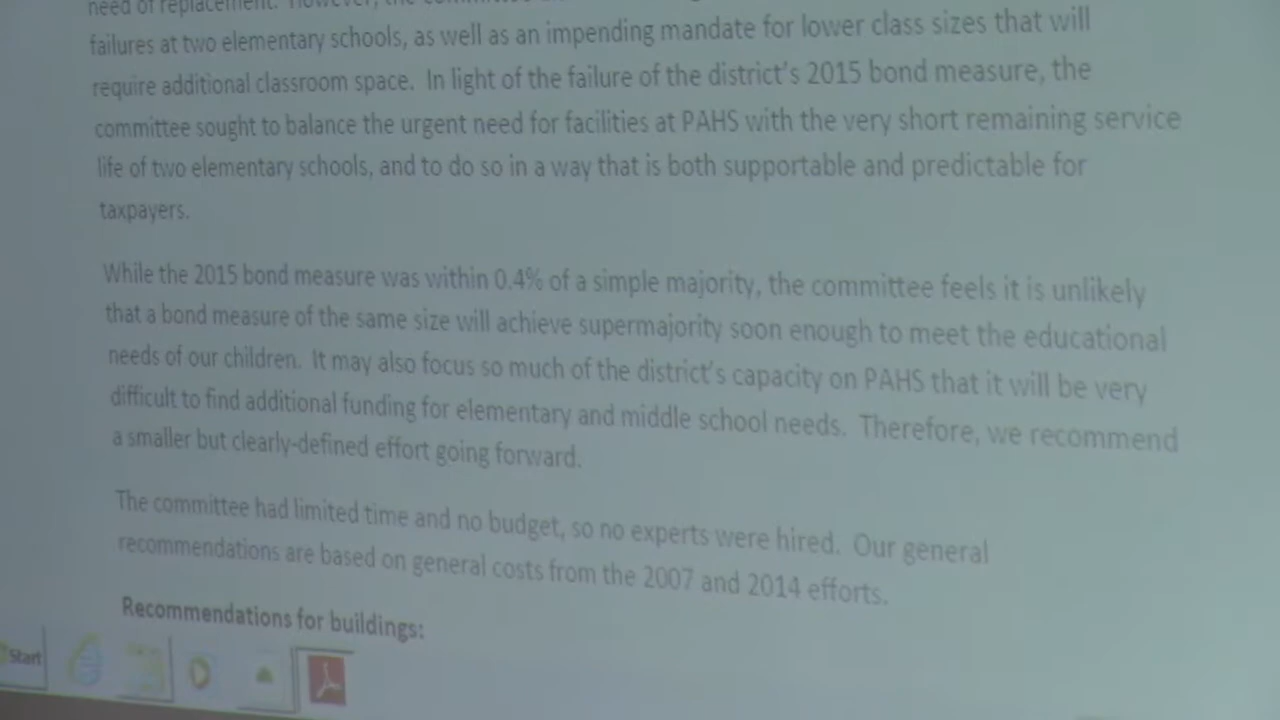 need of replacement. However, the committee
failures at two elementary schools, as well as an impending mandate for lower class sizes that will
require additional classroom space. In light of the failure of the district's 2015 bond measure, the
committee sought to balance the urgent need for facilities at PAHS with the very short remaining service
life of two elementary schools, and to do so in a way that is both supportable and predictable for
taxpayers.
While the 2015 bond measure was within 0.4% of a simple majority, the committee feels it is unlikely
that a bond measure of the same size will achieve supermajority soon enough to meet the educational
needs of our children. It may also focus so much of the district's capacity on PAHS that it will be very
difficult to find additional funding for elementary and middle school needs. Therefore, we recommend
a smaller but clearly-defined effort going forward.
The committee had limited time and no budget, so no experts were hired. Our general
recommendations are based on general costs from the 2007 and 2014 efforts.
Recommendations for buildings:
Start